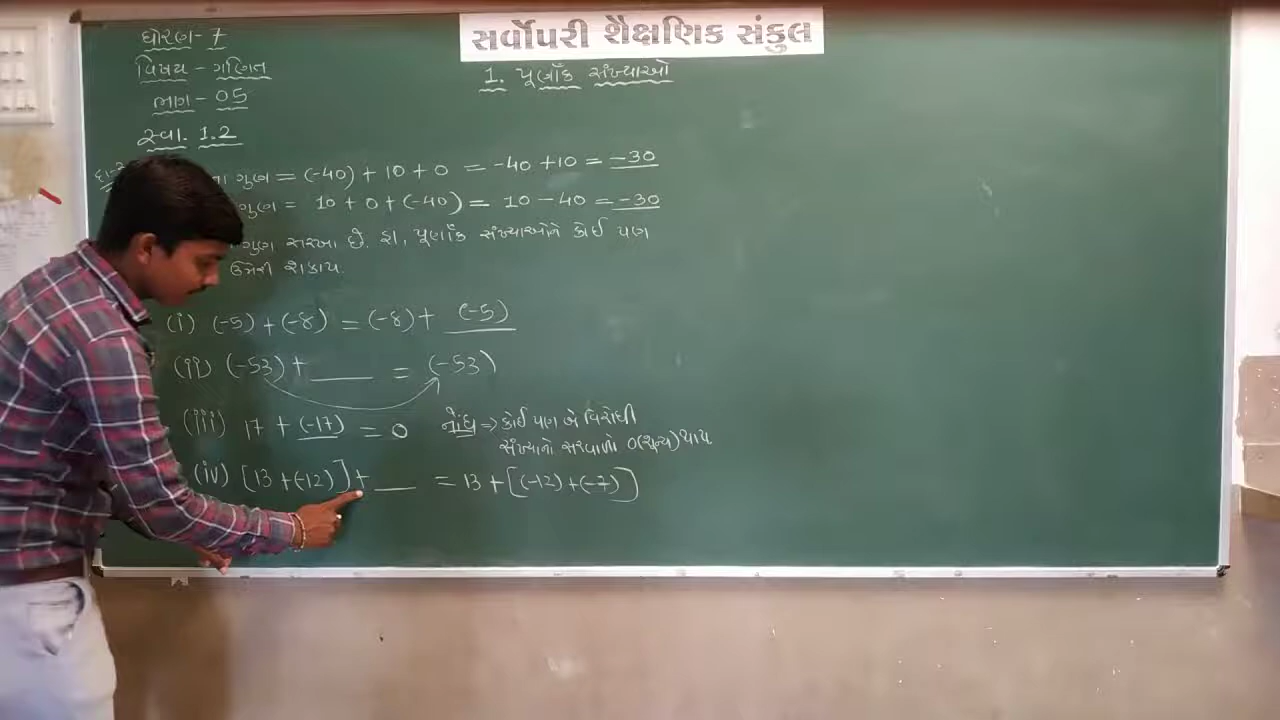 સર્વોપરી શૈક્ષણિક સંકુલ
ધોરણ - 7
વિષય - ગણિત
ભાગ - 05
સ્વા. 1.2
1. પૂર્ણાંક સંખ્યાઓ
ગુણ = (-40) + 10 + 0 = -40 + 10 = -30
ગુણ = 10 + 0 + (-40) = 10 - 40 = -30
ગુણ સરખા છે. હા, પૂર્ણાંક સંખ્યાઓને કોઈ પણ
ઉમેરી શકાય.
(i) (-5) + (-8) = (-8) + (-5)
(ii) (-53) + ____ = (-53)
(iii) 17 + (-17) = 0
નોંધ ⇒ કોઈ પણ બે વિરોધી
સંખ્યાનો સરવાળો 0 (શૂન્ય) થાય
(iv) [13 + (-12)] + ____ = 13 + [(-12) + (-7)]